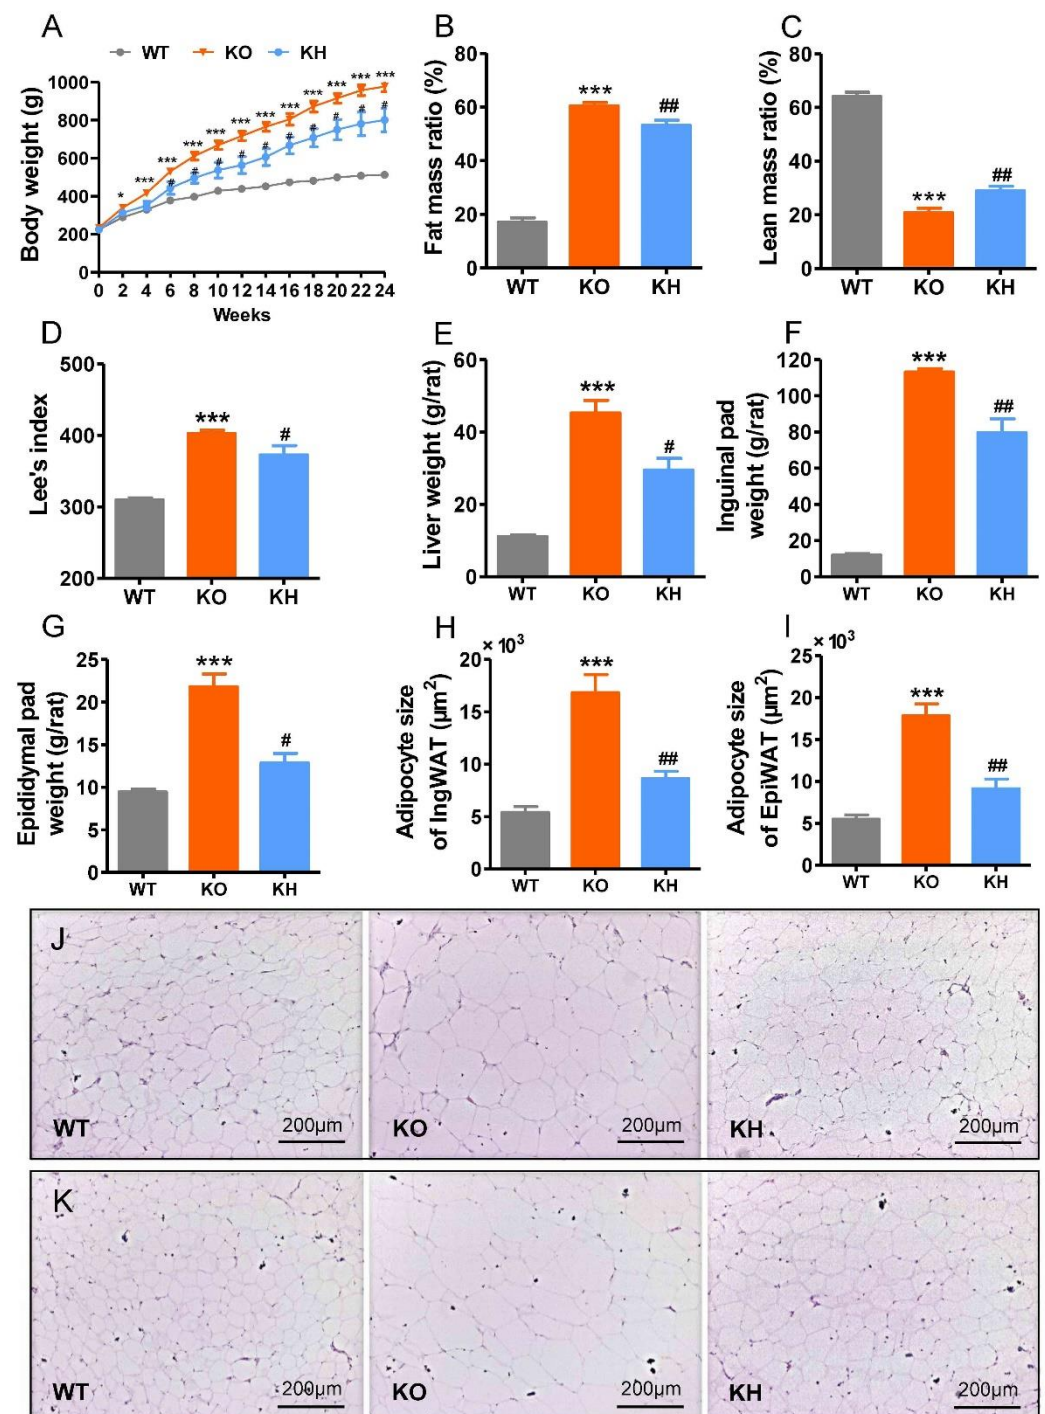 A
WT KO KH
Body weight (g)
1000
800
600
400
200
0
* *** *** *** *** *** *** *** *** *** *** ***
# # # # # # # # # #
0 2 4 6 8 10 12 14 16 18 20 22 24
Weeks
B
Fat mass ratio (%)
80
60
40
20
0
***
##
WT KO KH
C
Lean mass ratio (%)
80
60
40
20
0
***
##
WT KO KH
D
Lee's index
500
400
300
200
***
#
WT KO KH
E
Liver weight (g/rat)
60
40
20
0
***
#
WT KO KH
F
Inguinal pad
weight (g/rat)
120
100
80
60
40
20
0
***
##
WT KO KH
G
Epididymal pad
weight (g/rat)
25
20
15
10
5
0
***
#
WT KO KH
H
× 10³
Adipocyte size
of IngWAT (µm²)
20
15
10
5
0
***
##
WT KO KH
I
× 10³
Adipocyte size
of EpiWAT (µm²)
25
20
15
10
5
0
***
##
WT KO KH
J
WT 200µm KO 200µm KH 200µm
K
WT 200µm KO 200µm KH 200µm